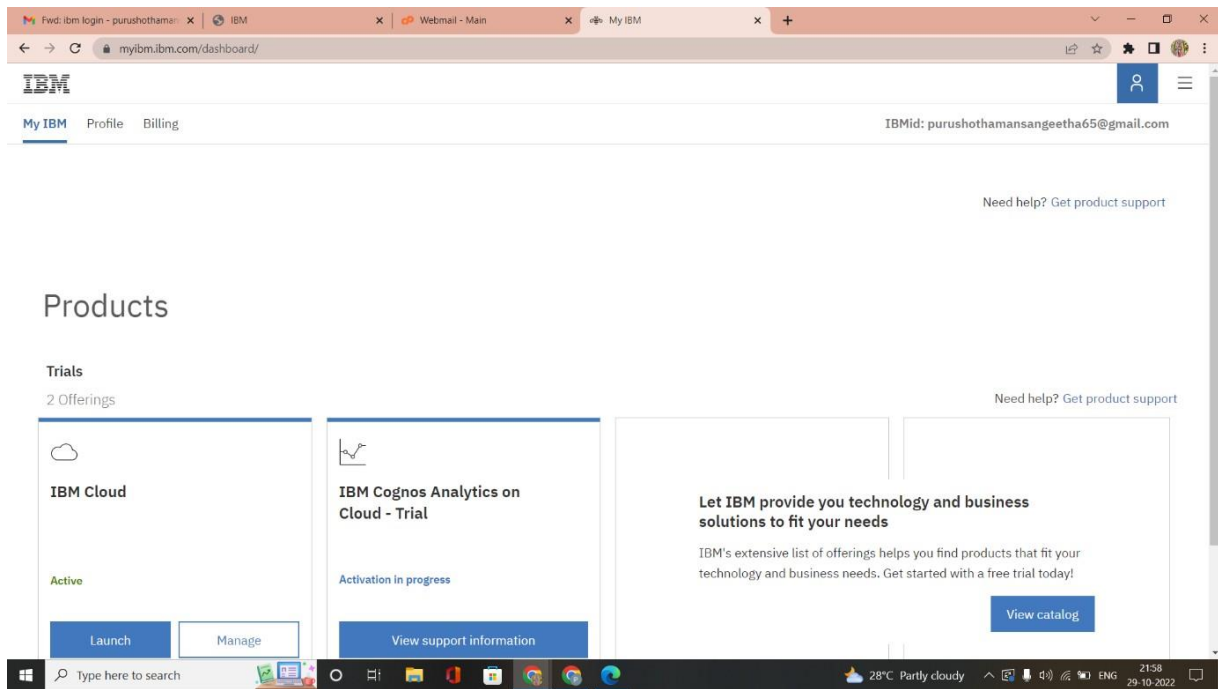 Fwd: ibm login - purushothaman
IBM
Webmail - Main
My IBM
myibm.ibm.com/dashboard/
IBM
My IBM Profile Billing
IBMid: purushothamansangeetha65@gmail.com
Need help? Get product support
Products
Trials
2 Offerings
Need help? Get product support
IBM Cloud
Active
Launch
Manage
IBM Cognos Analytics on
Cloud - Trial
Activation in progress
View support information
Let IBM provide you technology and business
solutions to fit your needs
IBM's extensive list of offerings helps you find products that fit your
technology and business needs. Get started with a free trial today!
View catalog
Type here to search
28°C Partly cloudy
ENG
21:58
29-10-2022